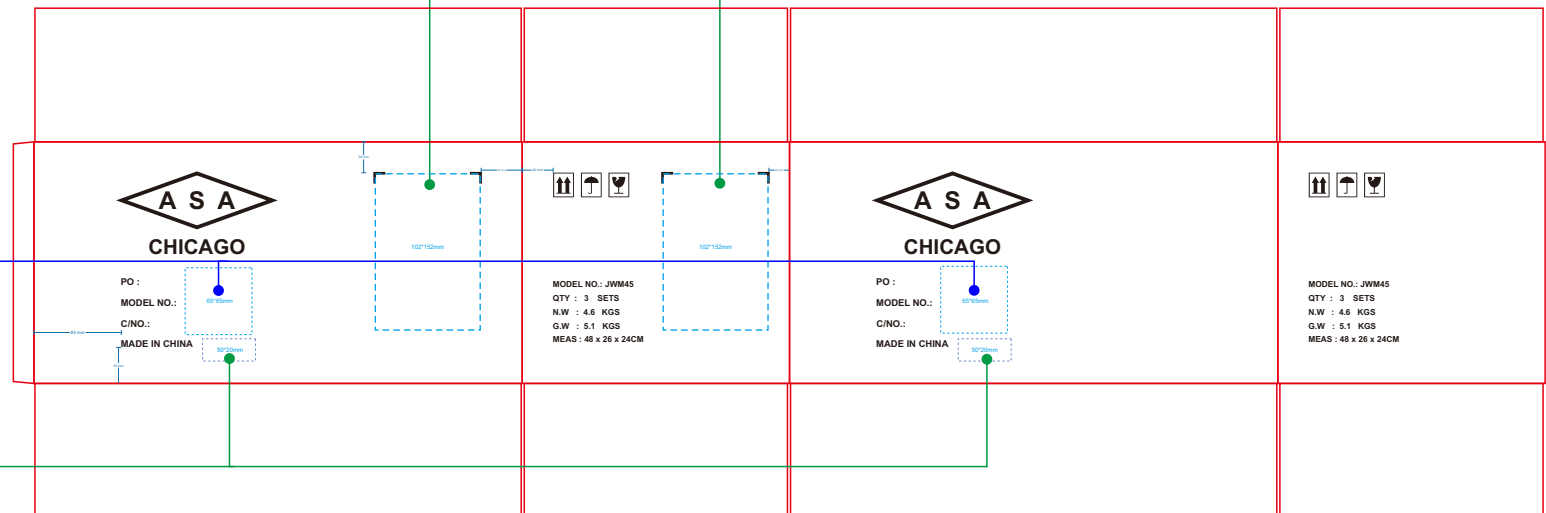 A S A
CHICAGO
PO :
MODEL NO.:
C/NO.:
MADE IN CHINA
65*65mm
50*20mm
102*152mm
MODEL NO.: JWM45
QTY : 3 SETS
N.W : 4.6 KGS
G.W : 5.1 KGS
MEAS : 48 x 26 x 24CM
102*152mm
A S A
CHICAGO
PO :
MODEL NO.:
C/NO.:
MADE IN CHINA
65*65mm
50*20mm
MODEL NO.: JWM45
QTY : 3 SETS
N.W : 4.6 KGS
G.W : 5.1 KGS
MEAS : 48 x 26 x 24CM